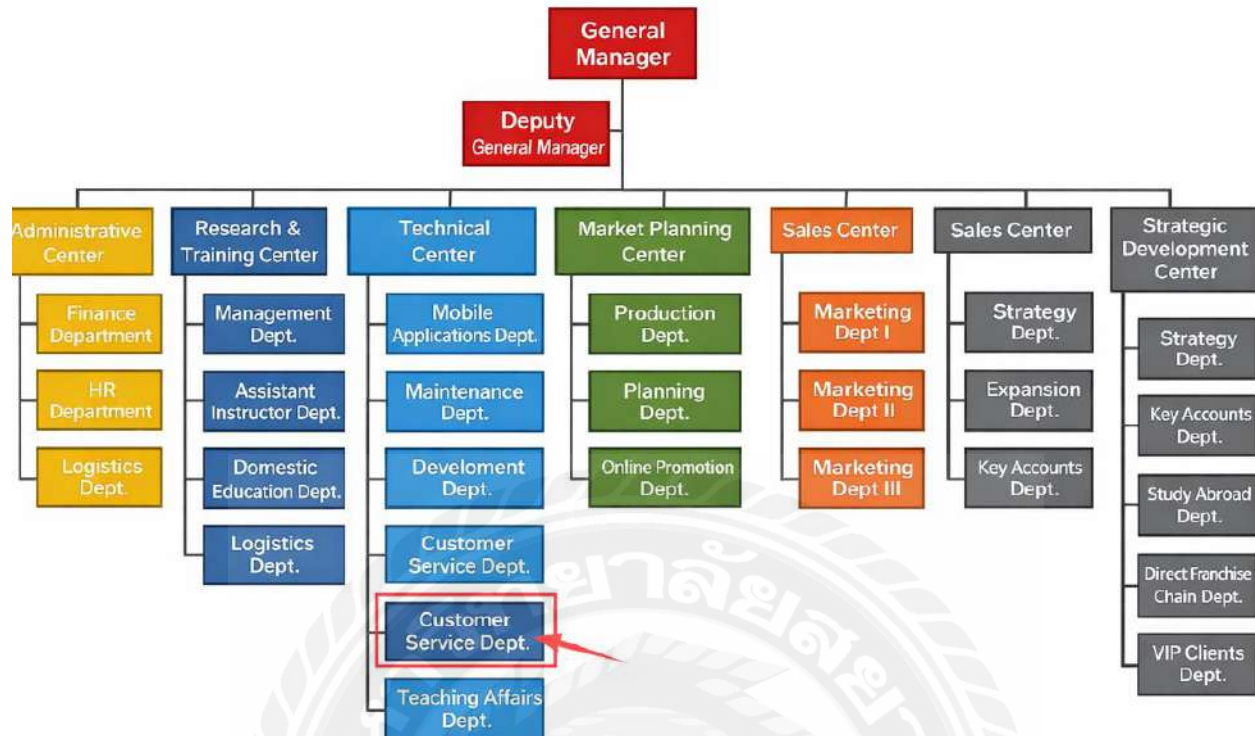 General
Manager
Deputy
General Manager
Administrative
Center
Finance
Department
HR
Department
Logistics
Dept.
Research &
Training Center
Management
Dept.
Assistant
Instructor Dept.
Domestic
Education Dept.
Logistics
Dept.
Technical
Center
Mobile
Applications Dept.
Maintenance
Dept.
Develoment
Dept.
Customer
Service Dept.
Customer
Service Dept.
Teaching Affairs
Dept.
Market Planning
Center
Production
Dept.
Planning
Dept.
Online Promotion
Dept.
Sales Center
Marketing
Dept I
Marketing
Dept II
Marketing
Dept III
Sales Center
Strategy
Dept.
Expansion
Dept.
Key Accounts
Dept.
Strategic
Development
Center
Strategy
Dept.
Key Accounts
Dept.
Study Abroad
Dept.
Direct Franchise
Chain Dept.
VIP Clients
Dept.